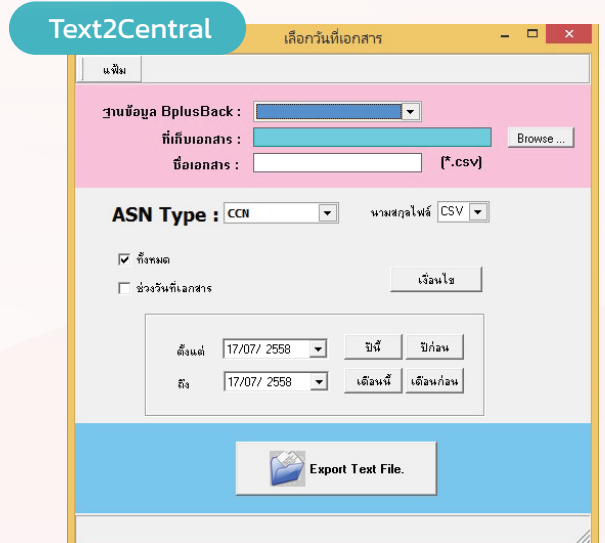 Text2Central
เลือกวันที่เอกสาร
แฟ้ม
ฐานข้อมูล BplusBack :
ที่เก็บเอกสาร : Browse ...
ชื่อเอกสาร : (*.csv)
ASN Type : CCN นามสกุลไฟล์ CSV
ทั้งหมด
ช่วงวันที่เอกสาร เงื่อนไข
ตั้งแต่ 17/07/ 2558 ปีนี้ ปีก่อน
ถึง 17/07/ 2558 เดือนนี้ เดือนก่อน
Export Text File.